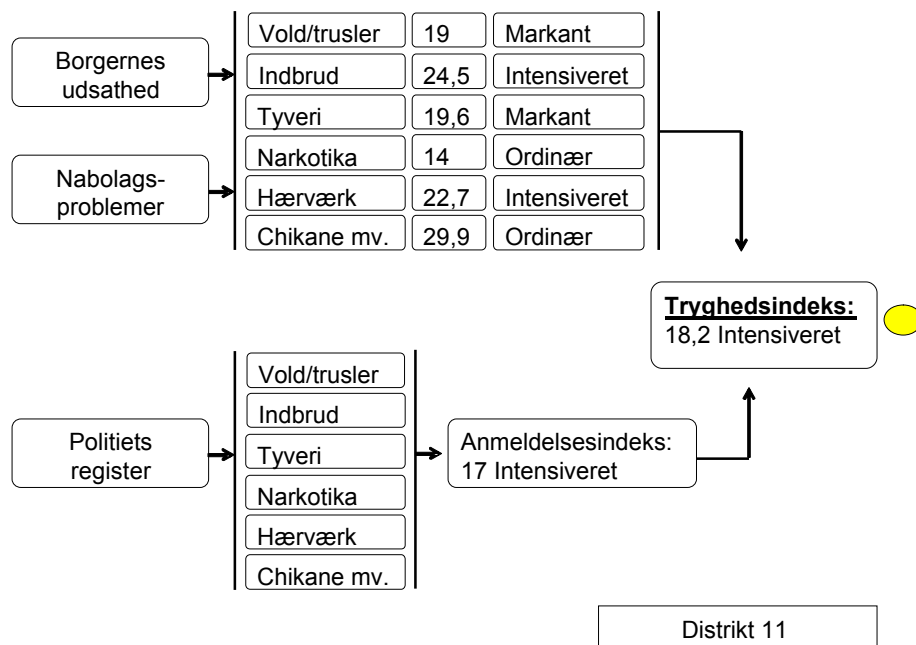 Borgernes
udsathed
Nabolags-
problemer
Vold/trusler 19 Markant
Indbrud 24,5 Intensiveret
Tyveri 19,6 Markant
Narkotika 14 Ordinær
Hærværk 22,7 Intensiveret
Chikane mv. 29,9 Ordinær
Tryghedsindeks:
18,2 Intensiveret
Politiets
register
Vold/trusler
Indbrud
Tyveri
Narkotika
Hærværk
Chikane mv.
Anmeldelsesindeks:
17 Intensiveret
Distrikt 11